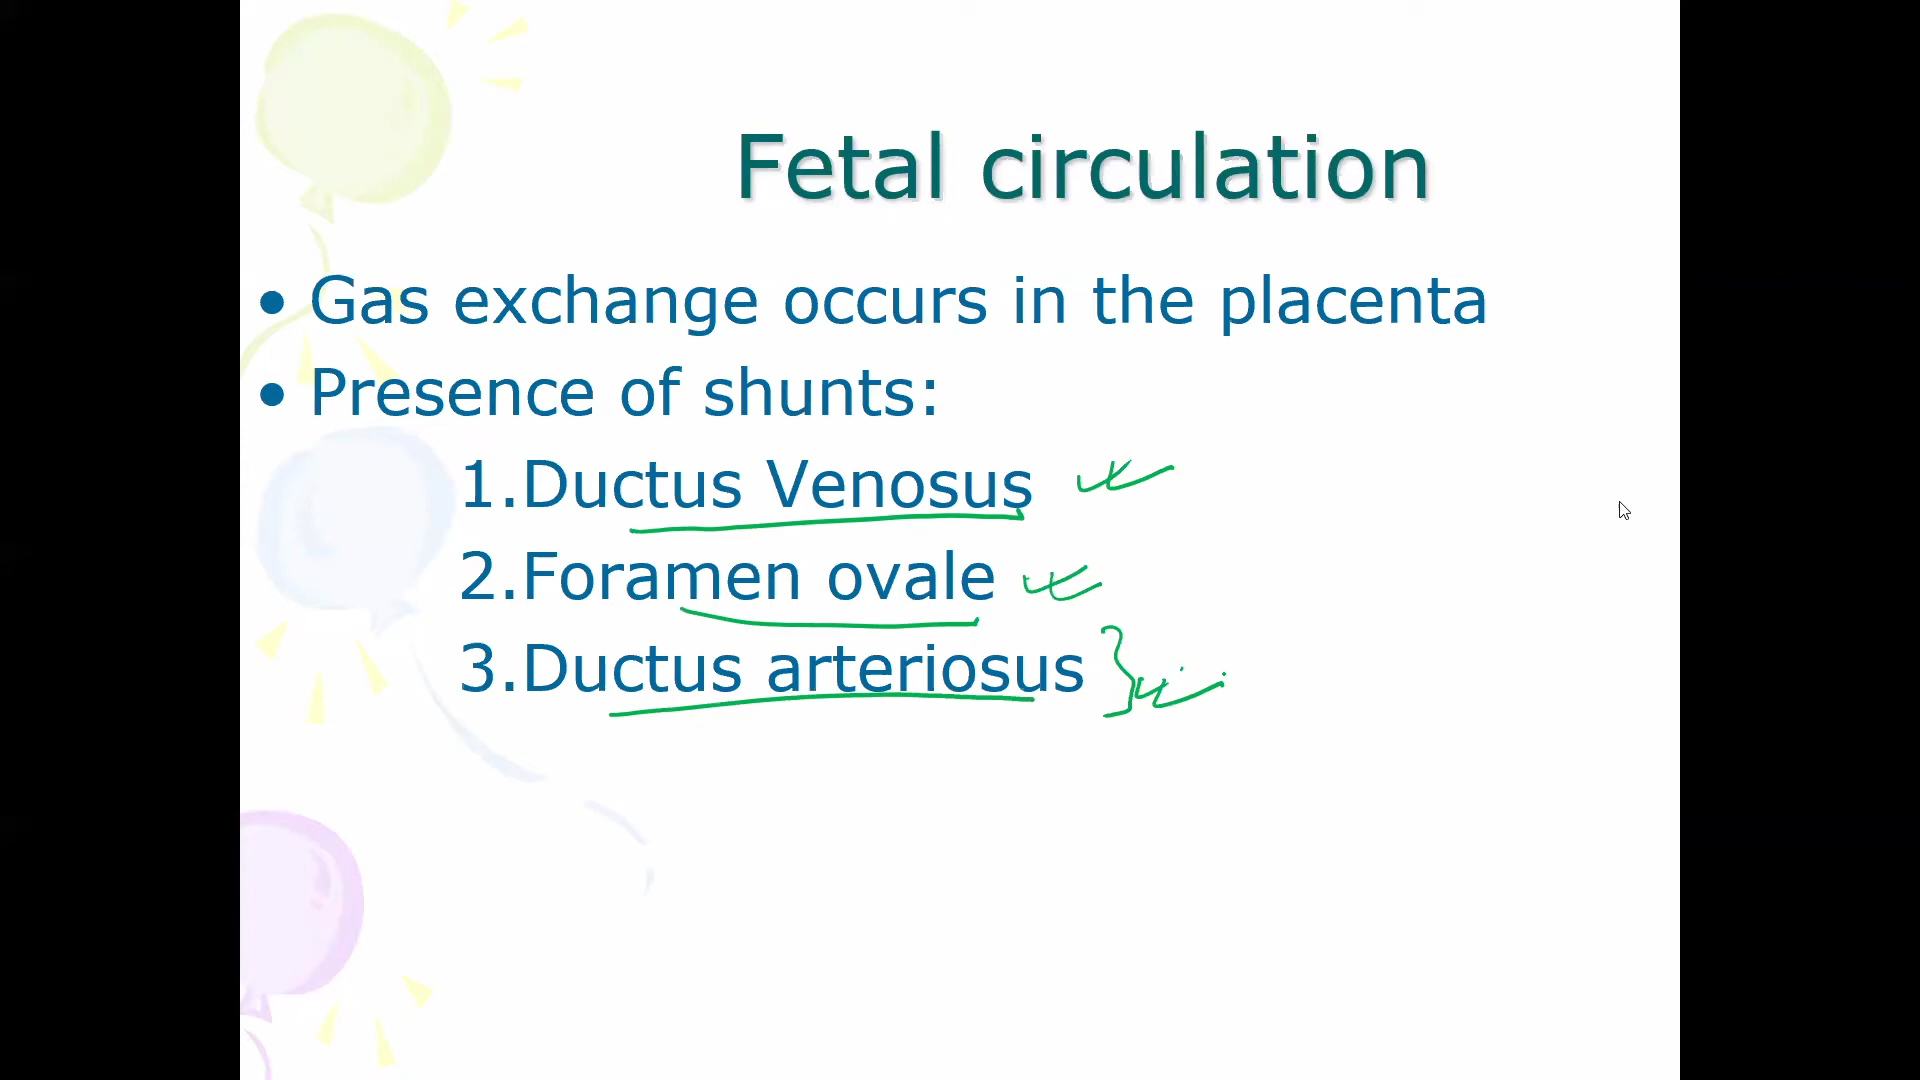 Fetal circulation
• Gas exchange occurs in the placenta
• Presence of shunts:
1.Ductus Venosus
2.Foramen ovale
3.Ductus arteriosus